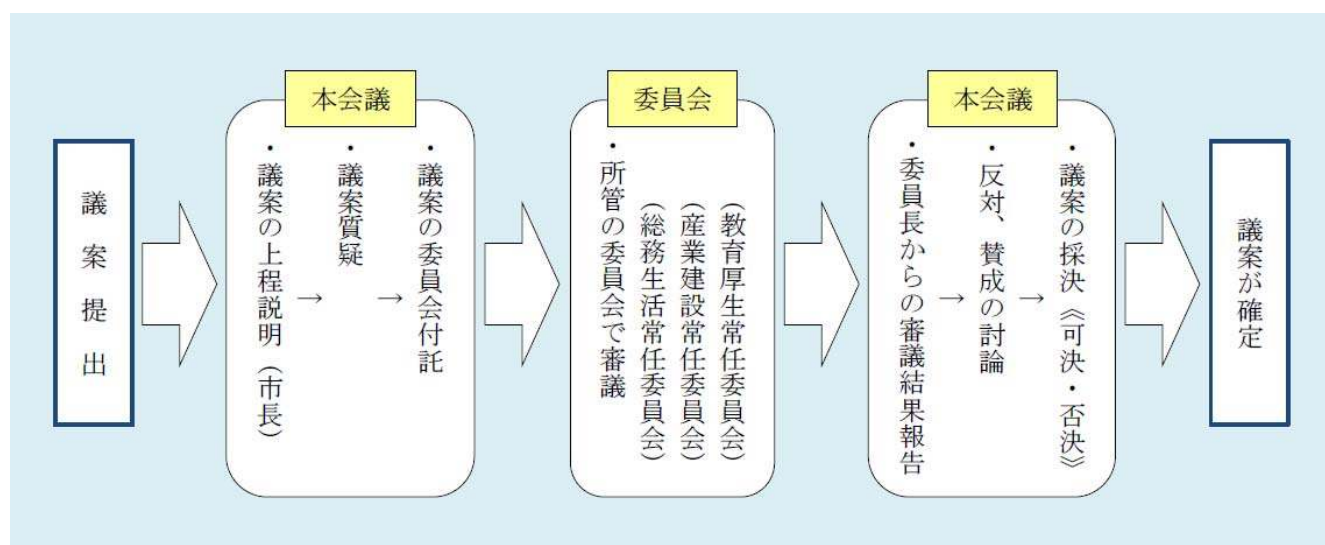 議案提出
本会議
・議案の上程説明（市長）
→
・議案質疑
→
・議案の委員会付託
委員会
・所管の委員会で審議
（総務生活常任委員会）
（産業建設常任委員会）
（教育厚生常任委員会）
本会議
・委員長からの審議結果報告
→
・反対、賛成の討論
→
・議案の採決《可決・否決》
議案が確定